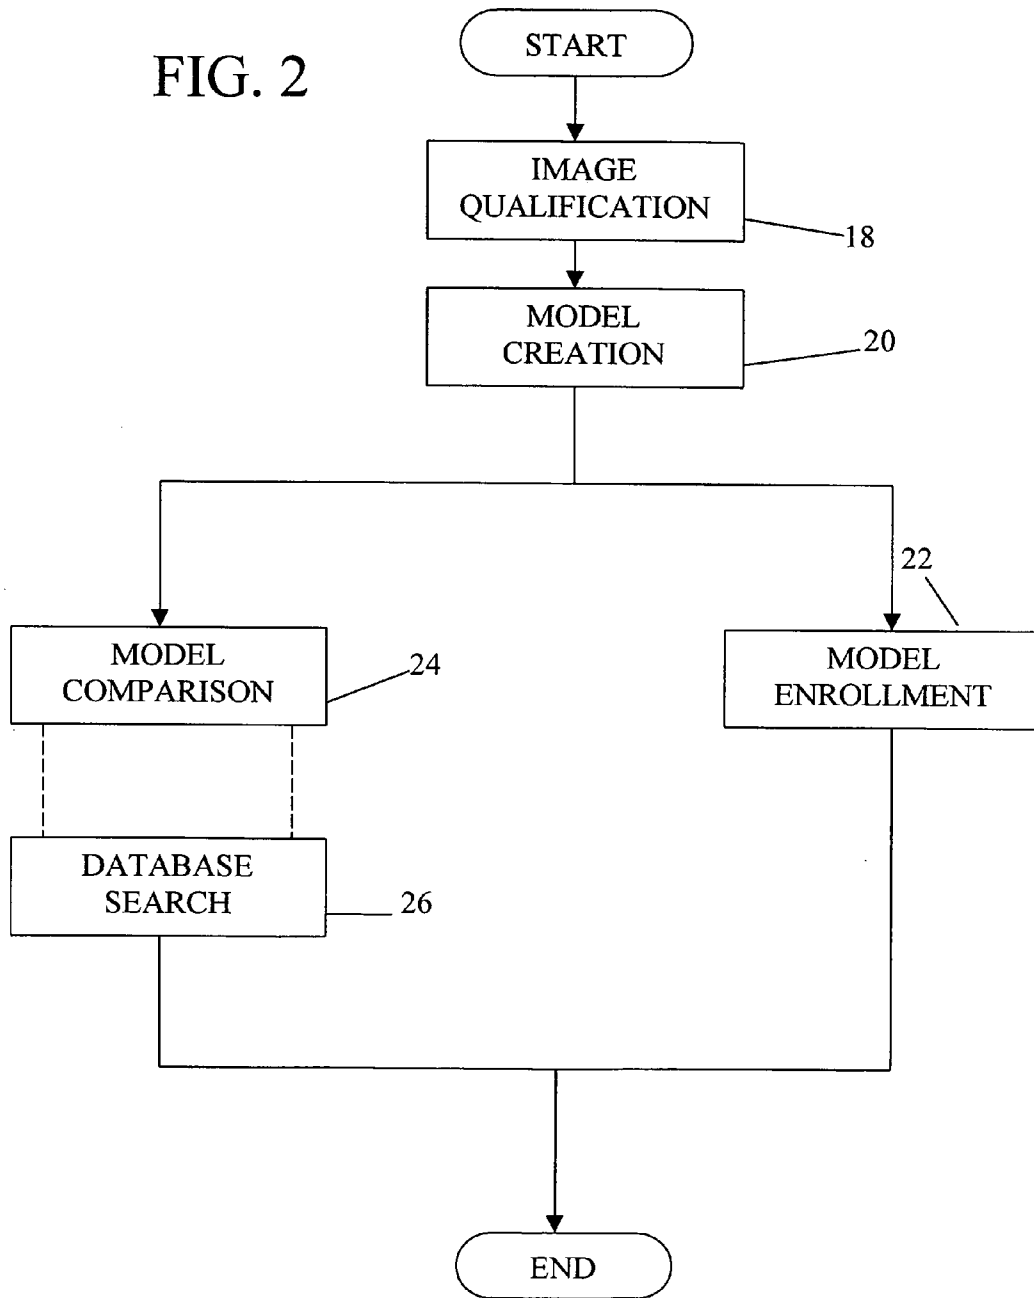 FIG. 2
START
IMAGE
QUALIFICATION
18
MODEL
CREATION
20
22
MODEL
COMPARISON
24
MODEL
ENROLLMENT
DATABASE
SEARCH
26
END